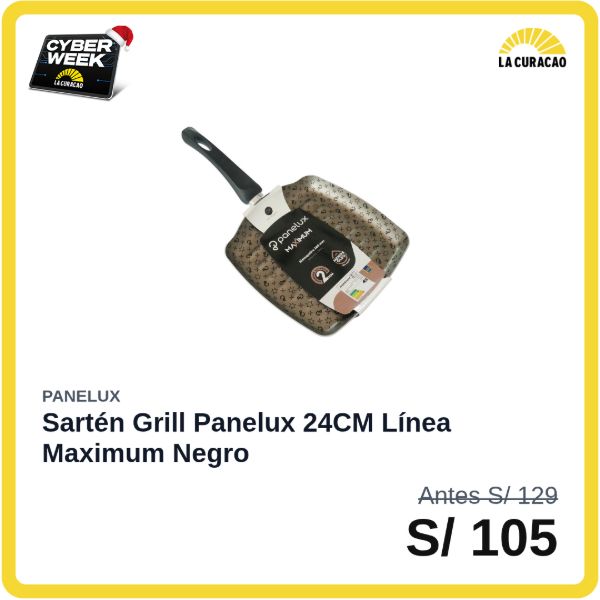 CYBER
WEEK
LA CURACAO
LA CURACAO
panelux
MAXIMUM
2
PANELUX
Sartén Grill Panelux 24CM Línea
Maximum Negro
Antes S/ 129
S/ 105